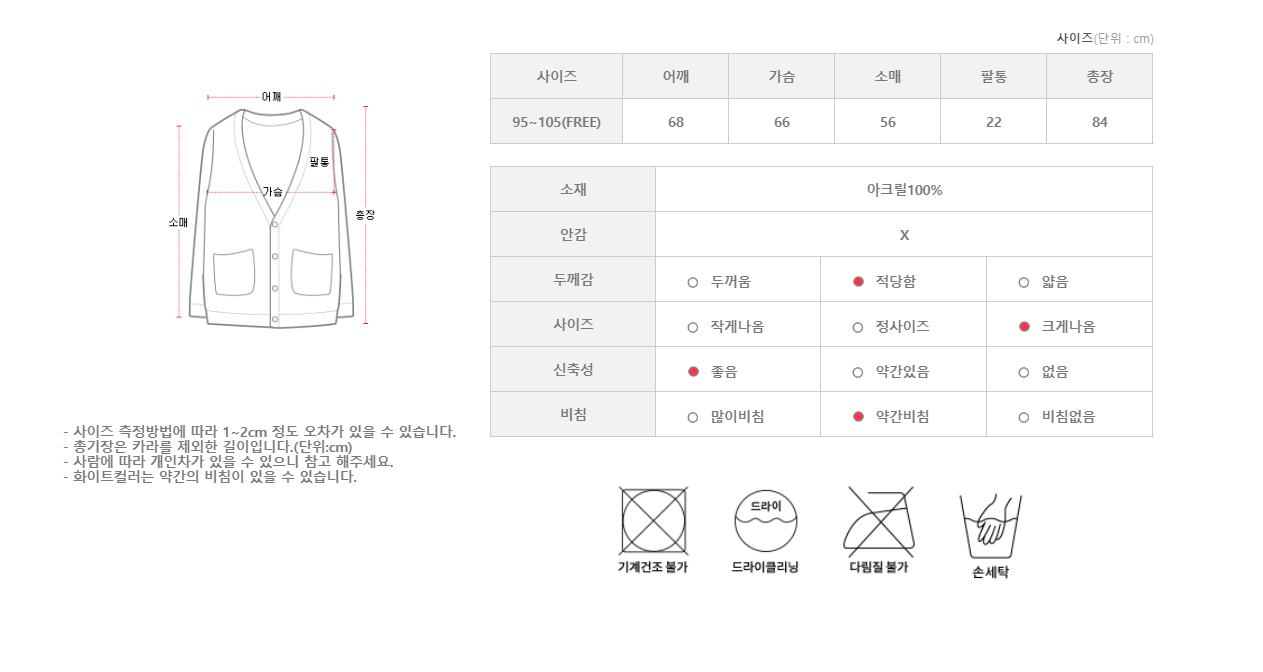 사이즈(단위 : cm)
사이즈 어깨 가슴 소매 팔통 총장
95~105(FREE) 68 66 56 22 84
어깨
팔통
가슴
소매
총장
소재 아크릴100%
안감 X
두께감 두꺼움 적당함 얇음
사이즈 작게나옴 정사이즈 크게나옴
신축성 좋음 약간있음 없음
비침 많이비침 약간비침 비침없음
- 사이즈 측정방법에 따라 1~2cm 정도 오차가 있을 수 있습니다.
- 총기장은 카라를 제외한 길이입니다.(단위:cm)
- 사람에 따라 개인차가 있을 수 있으니 참고 해주세요.
- 화이트컬러는 약간의 비침이 있을 수 있습니다.
드라이
기계건조 불가 드라이클리닝 다림질 불가 손세탁